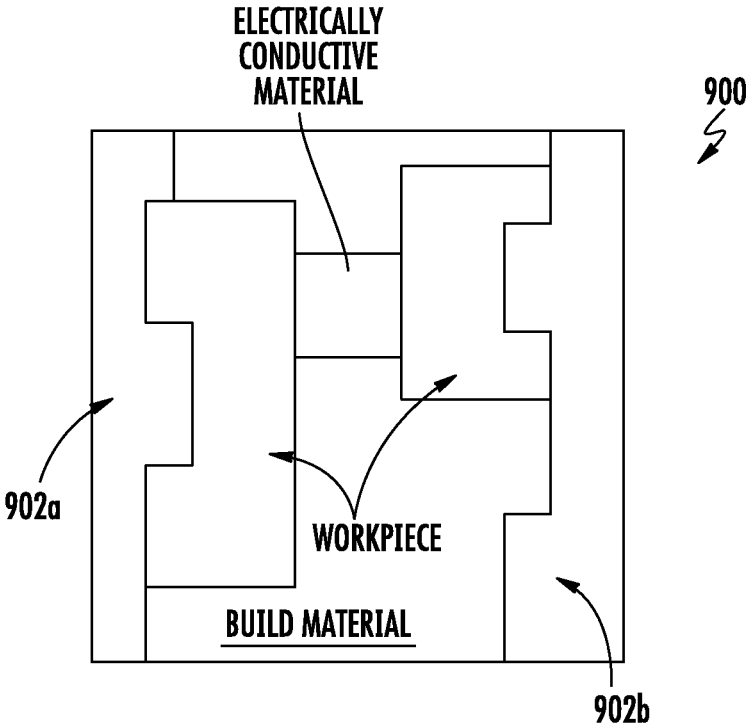 ELECTRICALLY
CONDUCTIVE
MATERIAL
900
902a
WORKPIECE
BUILD MATERIAL
902b